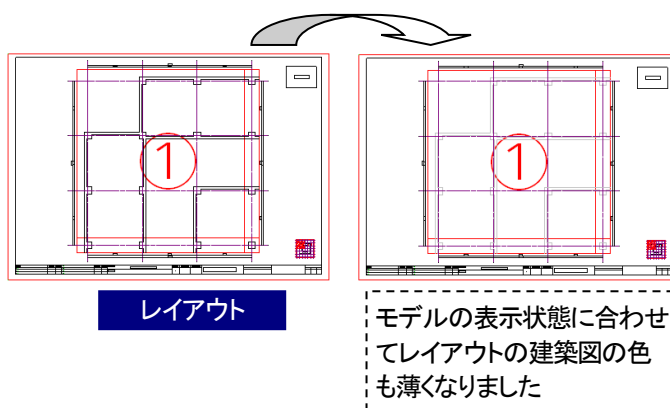 ①
①
レイアウト
モデルの表示状態に合わせ
てレイアウトの建築図の色
も薄くなりました